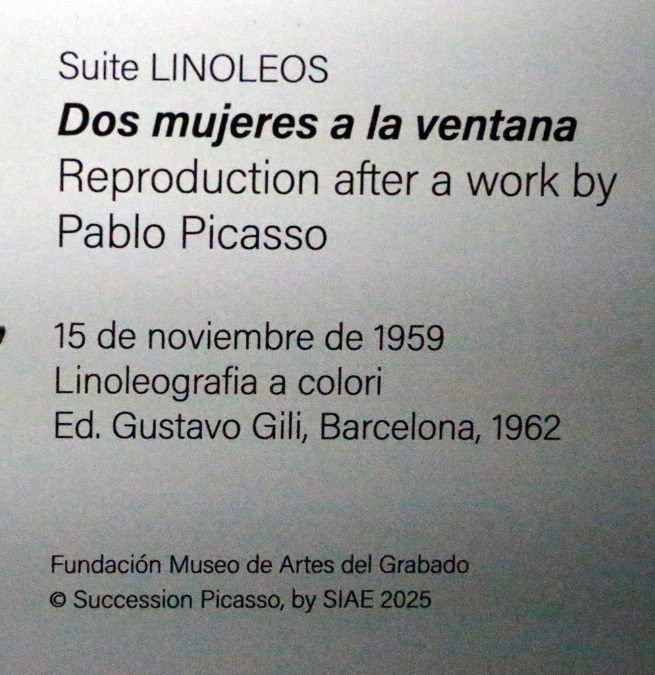 Suite LINOLEOS
Dos mujeres a la ventana
Reproduction after a work by
Pablo Picasso
15 de noviembre de 1959
Linoleografia a colori
Ed. Gustavo Gili, Barcelona, 1962
Fundación Museo de Artes del Grabado
© Succession Picasso, by SIAE 2025